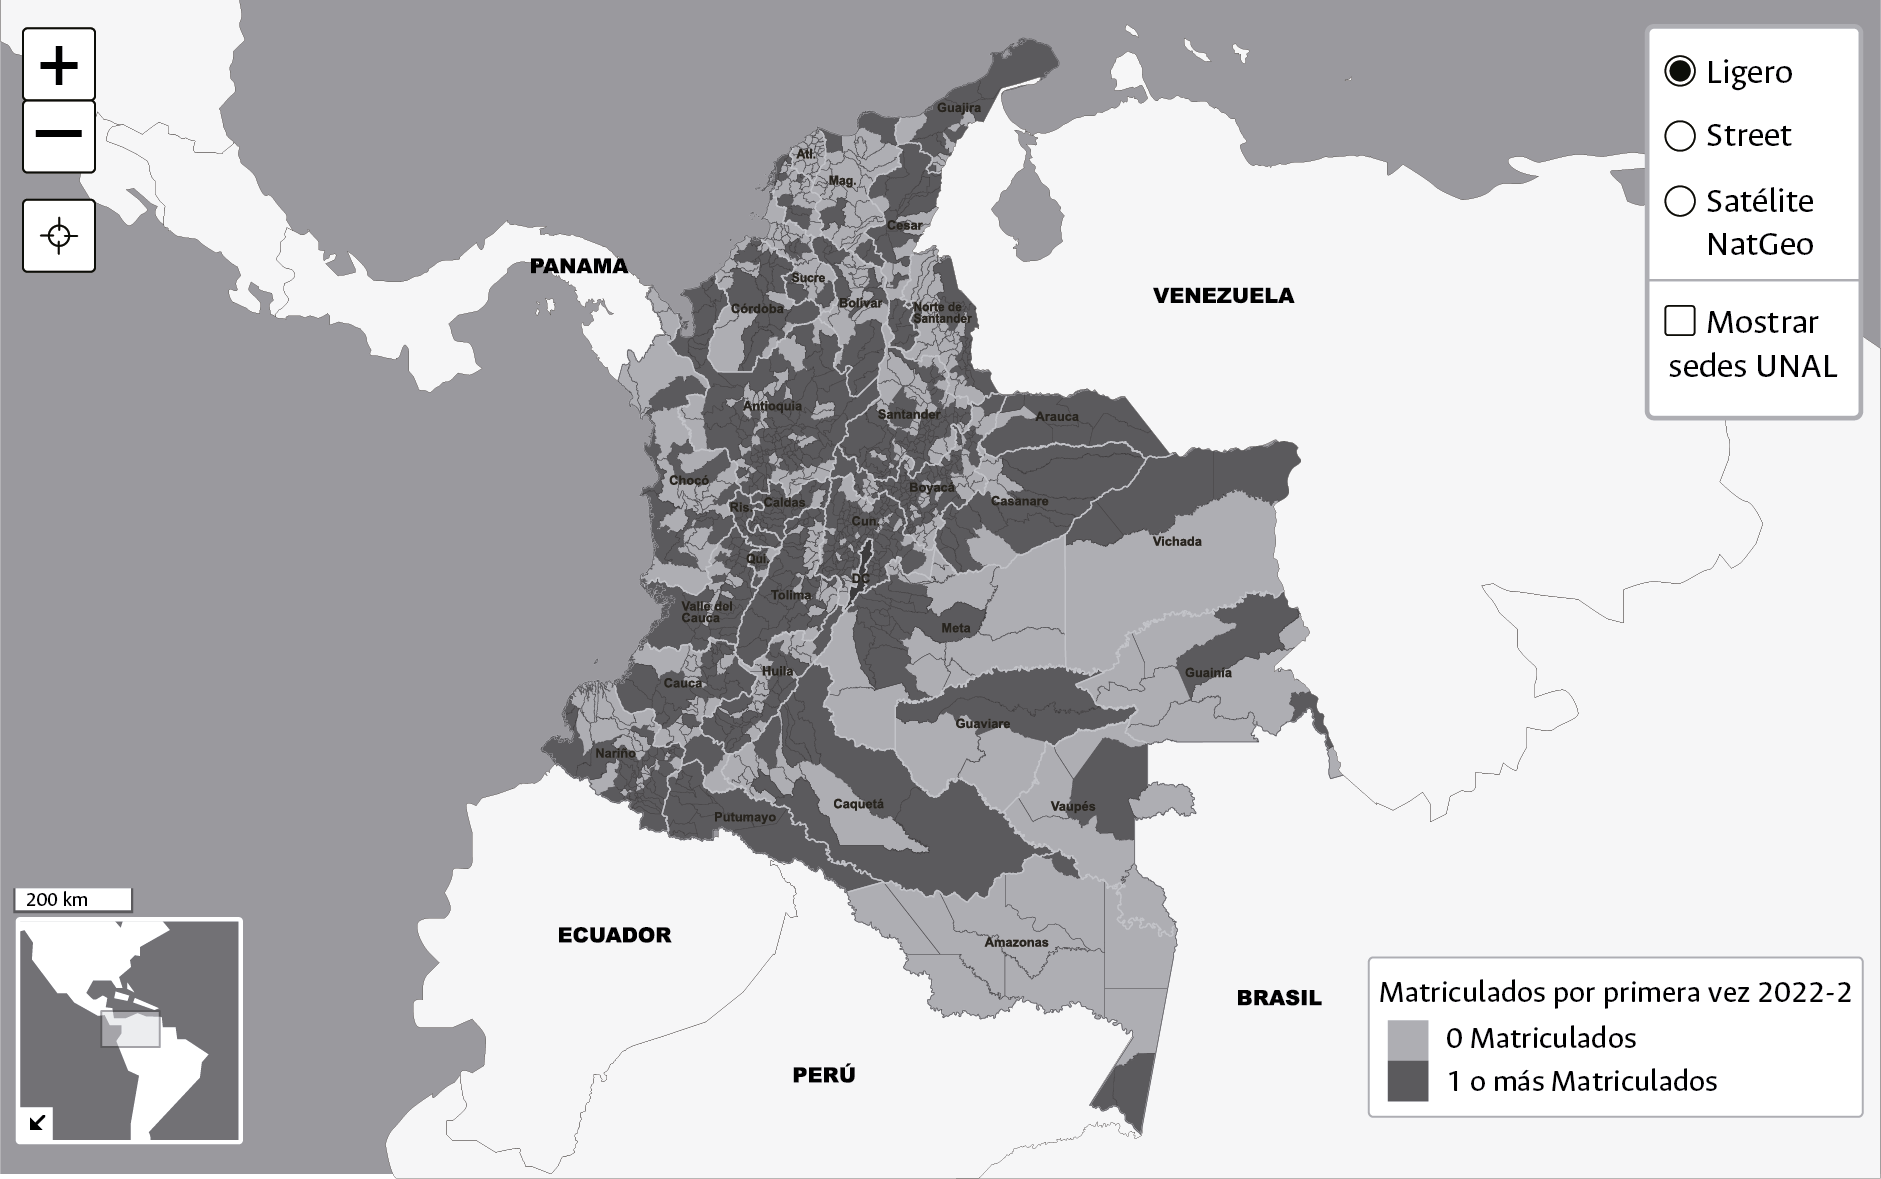 +
−
Ligero
Street
Satélite
NatGeo
Mostrar
sedes UNAL
Guajira
Atl.
Mag.
Cesar
PANAMA
Sucre
VENEZUELA
Córdoba
Bolívar
Norte de
Santander
Antioquia
Santander
Arauca
Chocó
Boyacá
Ris.
Caldas
Casanare
Cun.
Vichada
Qui.
DC
Tolima
Valle del
Cauca
Meta
Huila
Guainía
Cauca
Guaviare
Nariño
Caquetá
Vaupés
Putumayo
200 km
ECUADOR
Amazonas
BRASIL
PERÚ
Matriculados por primera vez 2022-2
0 Matriculados
1 o más Matriculados